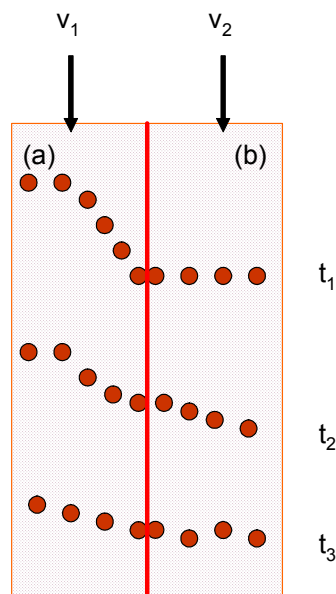 v₁ v₂
(a) (b)
t₁
t₂
t₃